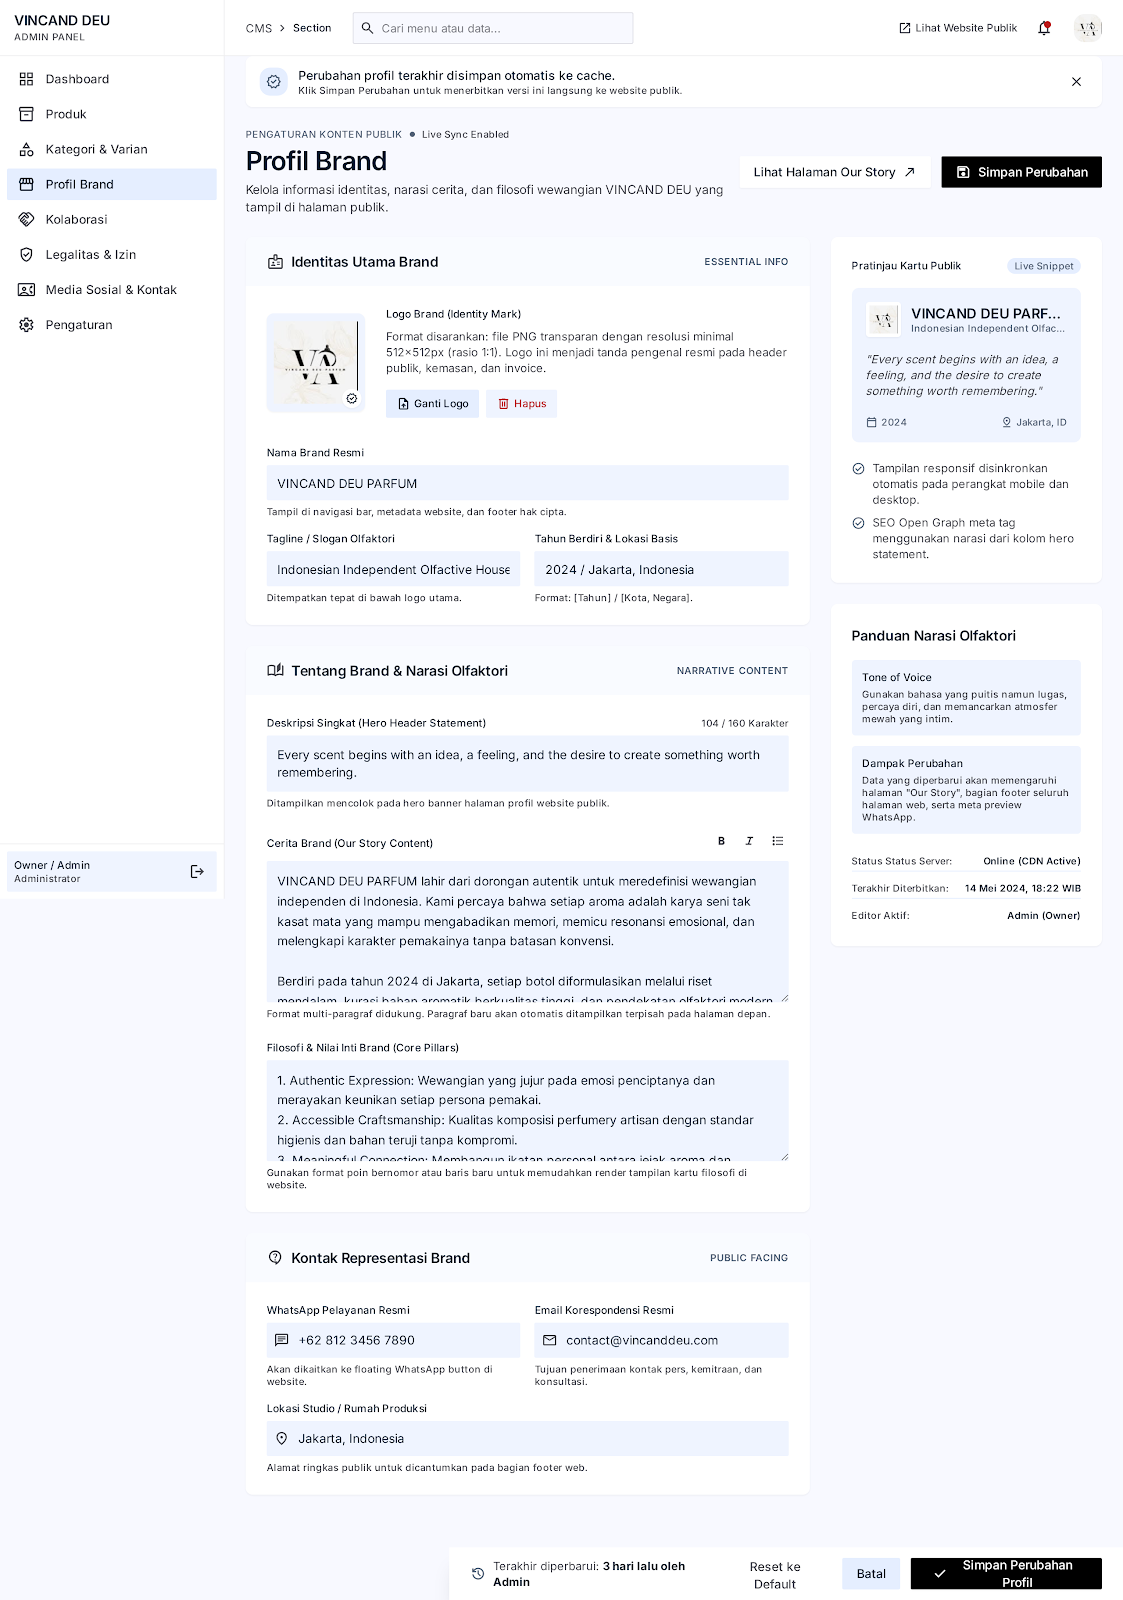 VINCAND DEU
ADMIN PANEL
Dashboard
Produk
Kategori & Varian
Profil Brand
Kolaborasi
Legalitas & Izin
Media Sosial & Kontak
Pengaturan
Owner / Admin
Administrator
CMS > Section
Cari menu atau data...
Lihat Website Publik
Perubahan profil terakhir disimpan otomatis ke cache.
Klik Simpan Perubahan untuk menerbitkan versi ini langsung ke website publik.
PENGATURAN KONTEN PUBLIK • Live Sync Enabled
Profil Brand
Kelola informasi identitas, narasi cerita, dan filosofi wewangian VINCAND DEU yang
tampil di halaman publik.
Lihat Halaman Our Story
Simpan Perubahan
Identitas Utama Brand
ESSENTIAL INFO
VINCAND DEU PARFUM
Logo Brand (Identity Mark)
Format disarankan: file PNG transparan dengan resolusi minimal
512×512px (rasio 1:1). Logo ini menjadi tanda pengenal resmi pada header
publik, kemasan, dan invoice.
Ganti Logo
Hapus
Nama Brand Resmi
VINCAND DEU PARFUM
Tampil di navigasi bar, metadata website, dan footer hak cipta.
Tagline / Slogan Olfaktori
Indonesian Independent Olfactive House
Ditempatkan tepat di bawah logo utama.
Tahun Berdiri & Lokasi Basis
2024 / Jakarta, Indonesia
Format: [Tahun] / [Kota, Negara].
Tentang Brand & Narasi Olfaktori
NARRATIVE CONTENT
Deskripsi Singkat (Hero Header Statement)
104 / 160 Karakter
Every scent begins with an idea, a feeling, and the desire to create something worth
remembering.
Ditampilkan mencolok pada hero banner halaman profil website publik.
Cerita Brand (Our Story Content)
B I
VINCAND DEU PARFUM lahir dari dorongan autentik untuk meredefinisi wewangian
independen di Indonesia. Kami percaya bahwa setiap aroma adalah karya seni tak
kasat mata yang mampu mengabadikan memori, memicu resonansi emosional, dan
melengkapi karakter pemakainya tanpa batasan konvensi.
Berdiri pada tahun 2024 di Jakarta, setiap botol diformulasikan melalui riset
mendalam, kurasi bahan aromatik berkualitas tinggi, dan pendekatan olfaktori modern
Format multi-paragraf didukung. Paragraf baru akan otomatis ditampilkan terpisah pada halaman depan.
Filosofi & Nilai Inti Brand (Core Pillars)
1. Authentic Expression: Wewangian yang jujur pada emosi penciptanya dan
merayakan keunikan setiap persona pemakai.
2. Accessible Craftsmanship: Kualitas komposisi perfumery artisan dengan standar
higienis dan bahan teruji tanpa kompromi.
3. Meaningful Connection: Membangun ikatan personal antara jejak aroma dan
Gunakan format poin bernomor atau baris baru untuk memudahkan render tampilan kartu filosofi di
website.
Kontak Representasi Brand
PUBLIC FACING
WhatsApp Pelayanan Resmi
+62 812 3456 7890
Akan dikaitkan ke floating WhatsApp button di
website.
Email Korespondensi Resmi
contact@vincanddeu.com
Tujuan penerimaan kontak pers, kemitraan, dan
konsultasi.
Lokasi Studio / Rumah Produksi
Jakarta, Indonesia
Alamat ringkas publik untuk dicantumkan pada bagian footer web.
Pratinjau Kartu Publik
Live Snippet
VINCAND DEU PARF...
Indonesian Independent Olfac...
"Every scent begins with an idea, a
feeling, and the desire to create
something worth remembering."
2024
Jakarta, ID
Tampilan responsif disinkronkan
otomatis pada perangkat mobile dan
desktop.
SEO Open Graph meta tag
menggunakan narasi dari kolom hero
statement.
Panduan Narasi Olfaktori
Tone of Voice
Gunakan bahasa yang puitis namun lugas,
percaya diri, dan memancarkan atmosfer
mewah yang intim.
Dampak Perubahan
Data yang diperbarui akan memengaruhi
halaman "Our Story", bagian footer seluruh
halaman web, serta meta preview
WhatsApp.
Status Status Server: Online (CDN Active)
Terakhir Diterbitkan: 14 Mei 2024, 18:22 WIB
Editor Aktif: Admin (Owner)
Terakhir diperbarui: 3 hari lalu oleh
Admin
Reset ke
Default
Batal
Simpan Perubahan
Profil